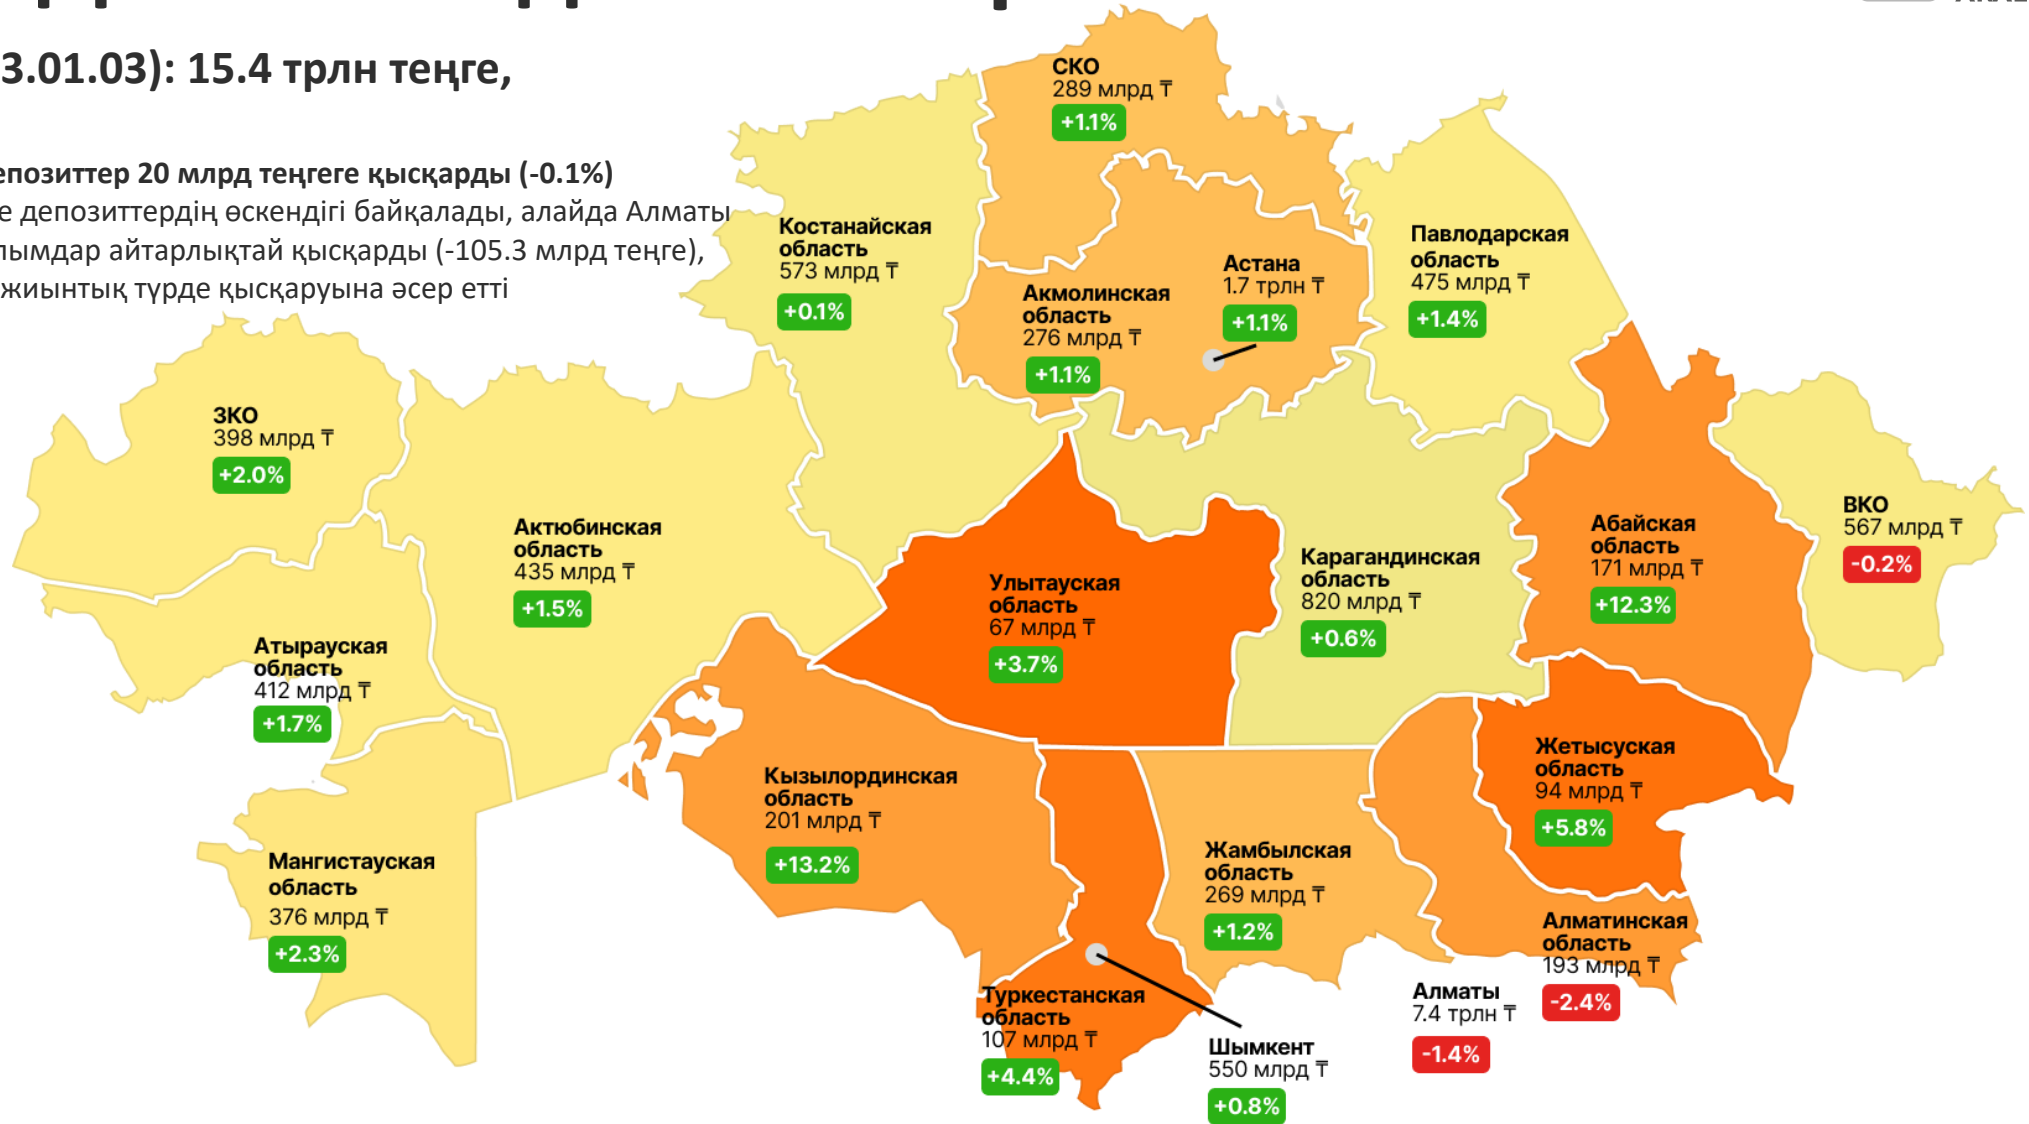 3.01.03): 15.4 трлн теңге,
депозиттер 20 млрд теңгеге қысқарды (-0.1%)
е депозиттердің өскендігі байқалады, алайда Алматы
лымдар айтарлықтай қысқарды (-105.3 млрд теңге),
жиынтық түрде қысқаруына әсер етті
СКО
289 млрд ₸
+1.1%
Костанайская
область
573 млрд ₸
+0.1%
Акмолинская
область
276 млрд ₸
+1.1%
Астана
1.7 трлн ₸
+1.1%
Павлодарская
область
475 млрд ₸
+1.4%
ЗКО
398 млрд ₸
+2.0%
Актюбинская
область
435 млрд ₸
+1.5%
Атырауская
область
412 млрд ₸
+1.7%
Улытауская
область
67 млрд ₸
+3.7%
Карагандинская
область
820 млрд ₸
+0.6%
Абайская
область
171 млрд ₸
+12.3%
ВКО
567 млрд ₸
-0.2%
Мангистауская
область
376 млрд ₸
+2.3%
Кызылординская
область
201 млрд ₸
+13.2%
Жамбылская
область
269 млрд ₸
+1.2%
Жетысуская
область
94 млрд ₸
+5.8%
Алматинская
область
193 млрд ₸
-2.4%
Алматы
7.4 трлн ₸
-1.4%
Туркестанская
область
107 млрд ₸
+4.4%
Шымкент
550 млрд ₸
+0.8%